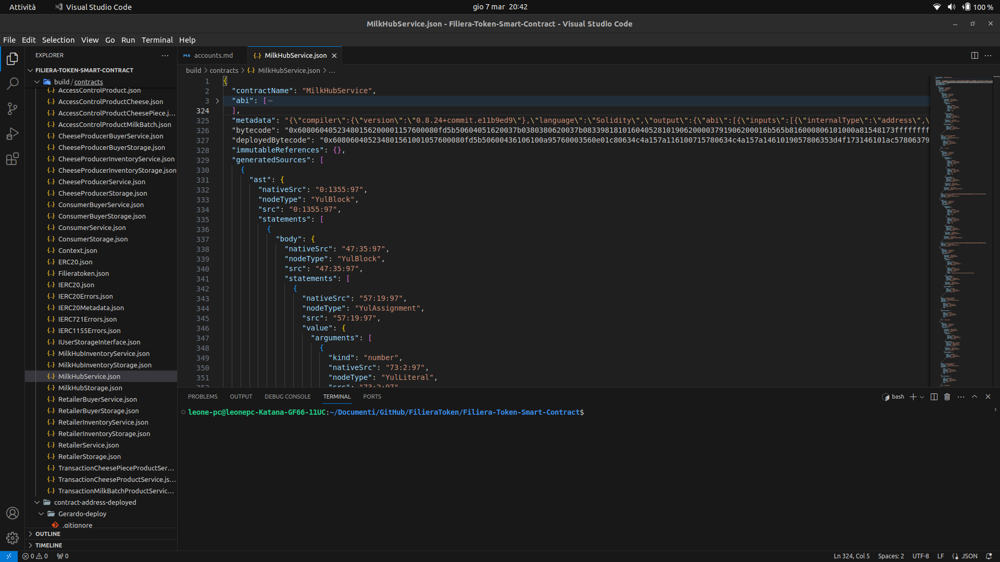 Attività
Visual Studio Code
gio 7 mar 20:42
100 %
MilkHubService.json - Filiera-Token-Smart-Contract - Visual Studio Code
File Edit Selection View Go Run Terminal Help
EXPLORER
FILIERA-TOKEN-SMART-CONTRACT
build/contracts
AccessControlProduct.json
AccessControlProductCheese.json
AccessControlProductCheesePiece.j...
AccessControlProductMilkBatch.json
CheeseProducerBuyerService.json
CheeseProducerBuyerStorage.json
CheeseProducerInventoryService.json
CheeseProducerInventoryStorage.json
CheeseProducerService.json
CheeseProducerStorage.json
ConsumerBuyerService.json
ConsumerBuyerStorage.json
ConsumerService.json
ConsumerStorage.json
Context.json
ERC20.json
Filieratoken.json
IERC20.json
IERC20Errors.json
IERC20Metadata.json
IERC721Errors.json
IERC1155Errors.json
IUserStorageInterface.json
MilkHubInventoryService.json
MilkHubInventoryStorage.json
MilkHubService.json
MilkHubStorage.json
RetailerBuyerService.json
RetailerBuyerStorage.json
RetailerInventoryService.json
RetailerInventoryStorage.json
RetailerService.json
RetailerStorage.json
TransactionCheesePieceProductSer...
TransactionCheeseProductService.js...
TransactionMilkBatchProductServic...
contract-address-deployed
Gerardo-deploy
.gitignore
OUTLINE
TIMELINE
accounts.md
MilkHubService.json
build > contracts > {..} MilkHubService.json > ...
1 {
2 "contractName": "MilkHubService",
3 "abi": [⋯
324 ],
325 "metadata": "{\"compiler\":{\"version\":\"0.8.24+commit.e11b9ed9\"},\"language\":\"Solidity\",\"output\":{\"abi\":[{\"inputs\":[{\"internalType\":\"address\",\
326 "bytecode": "0x60806040523480156200001157600080fd5b50604051620037b0380380620037b08339818101604052810190620000379190620016b565b816000806101000a81548173ffffffff
327 "deployedBytecode": "0x608060405234801561001057600080fd5b50600436106100a95760003560e01c80634c4a157a116100715780634c4a157a1461019057806353d4f173146101ac57806379
328 "immutableReferences": {},
329 "generatedSources": [
330 {
331 "ast": {
332 "nativeSrc": "0:1355:97",
333 "nodeType": "YulBlock",
334 "src": "0:1355:97",
335 "statements": [
336 {
337 "body": {
338 "nativeSrc": "47:35:97",
339 "nodeType": "YulBlock",
340 "src": "47:35:97",
341 "statements": [
342 {
343 "nativeSrc": "57:19:97",
344 "nodeType": "YulAssignment",
345 "src": "57:19:97",
346 "value": {
347 "arguments": [
348 {
349 "kind": "number",
350 "nativeSrc": "73:2:97",
351 "nodeType": "YulLiteral",
352 "src": "73:2:97",
PROBLEMS OUTPUT DEBUG CONSOLE TERMINAL PORTS
bash
leone-pc@leonepc-Katana-GF66-11UC:~/Documenti/GitHub/FilieraToken/Filiera-Token-Smart-Contract$
0 0 0
Ln 324, Col 5 Spaces: 2 UTF-8 LF JSON